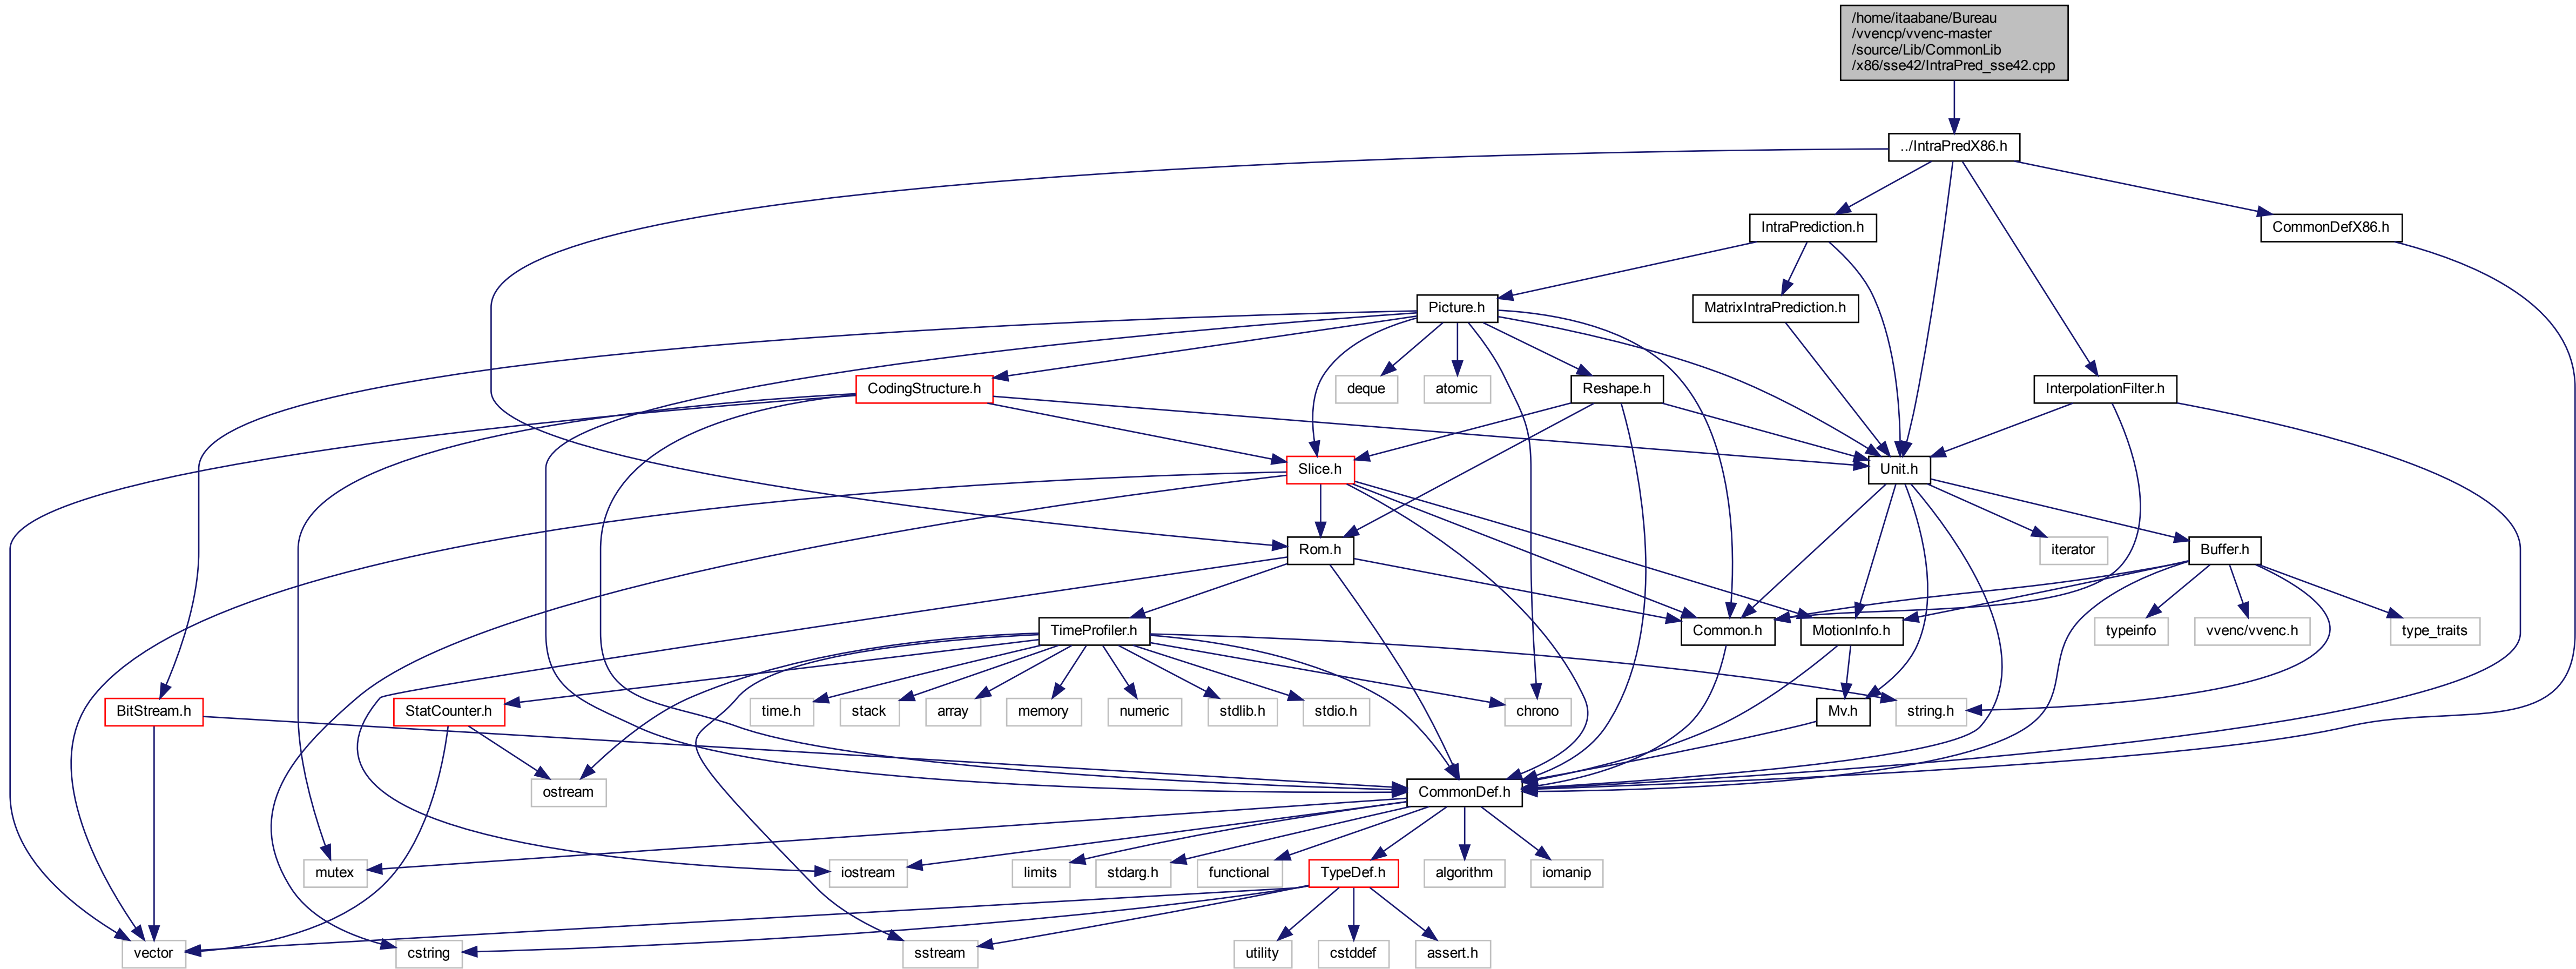 /home/itaabane/Bureau
/vvencp/vvenc-master
/source/Lib/CommonLib
/x86/sse42/IntraPred_sse42.cpp
../IntraPredX86.h
IntraPrediction.h
CommonDefX86.h
Picture.h
MatrixIntraPrediction.h
CodingStructure.h
deque
atomic
Reshape.h
InterpolationFilter.h
Slice.h
Unit.h
Rom.h
iterator
Buffer.h
TimeProfiler.h
Common.h
MotionInfo.h
typeinfo
vvenc/vvenc.h
type_traits
BitStream.h
StatCounter.h
time.h
stack
array
memory
numeric
stdlib.h
stdio.h
chrono
Mv.h
string.h
ostream
CommonDef.h
mutex
iostream
limits
stdarg.h
functional
TypeDef.h
algorithm
iomanip
vector
cstring
sstream
utility
cstddef
assert.h